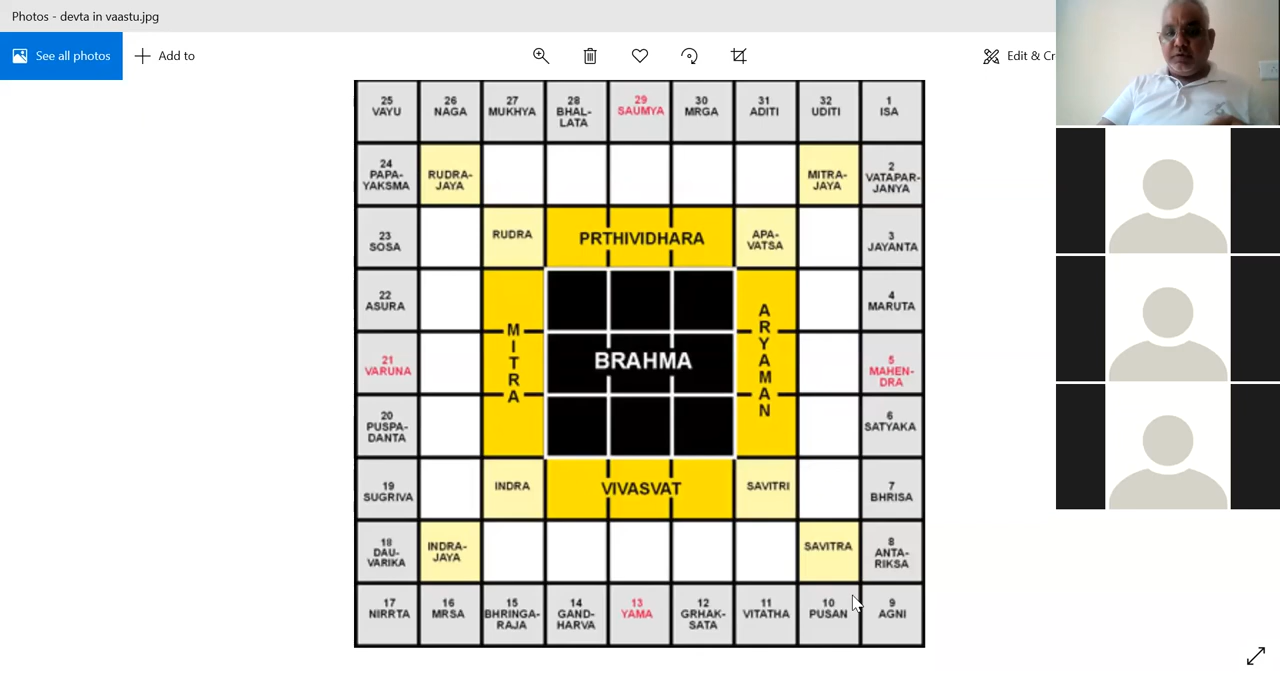 Photos - devta in vaastu.jpg
See all photos
Add to
Edit & Cr
25
VAYU
26
NAGA
27
MUKHYA
28
BHAL-
LATA
29
SAUMYA
30
MRGA
31
ADITI
32
UDITI
1
ISA
24
PAPA-
YAKSMA
RUDRA-
JAYA
MITRA-
JAYA
2
VATAPAR-
JANYA
23
SOSA
RUDRA
PRTHIVIDHARA
APA-
VATSA
3
JAYANTA
22
ASURA
MITRA
ARYAMAN
4
MARUTA
21
VARUNA
BRAHMA
5
MAHEN-
DRA
20
PUSPA-
DANTA
6
SATYAKA
19
SUGRIVA
INDRA
VIVASVAT
SAVITRI
7
BHRISA
18
DAU-
VARIKA
INDRA-
JAYA
SAVITRA
8
ANTA-
RIKSA
17
NIRRTA
16
MRSA
15
BHRINGA-
RAJA
14
GAND-
HARVA
13
YAMA
12
GRHAK-
SATA
11
VITATHA
10
PUSAN
9
AGNI